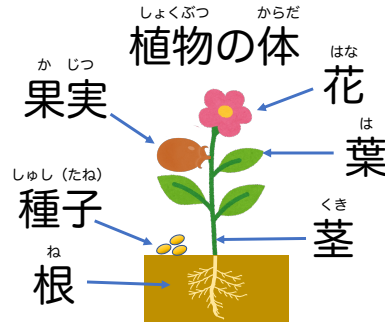 しょくぶつ からだ
植物の体
はな
花
か じつ
果実
は
葉
しゅし（たね）
種子
くき
茎
ね
根